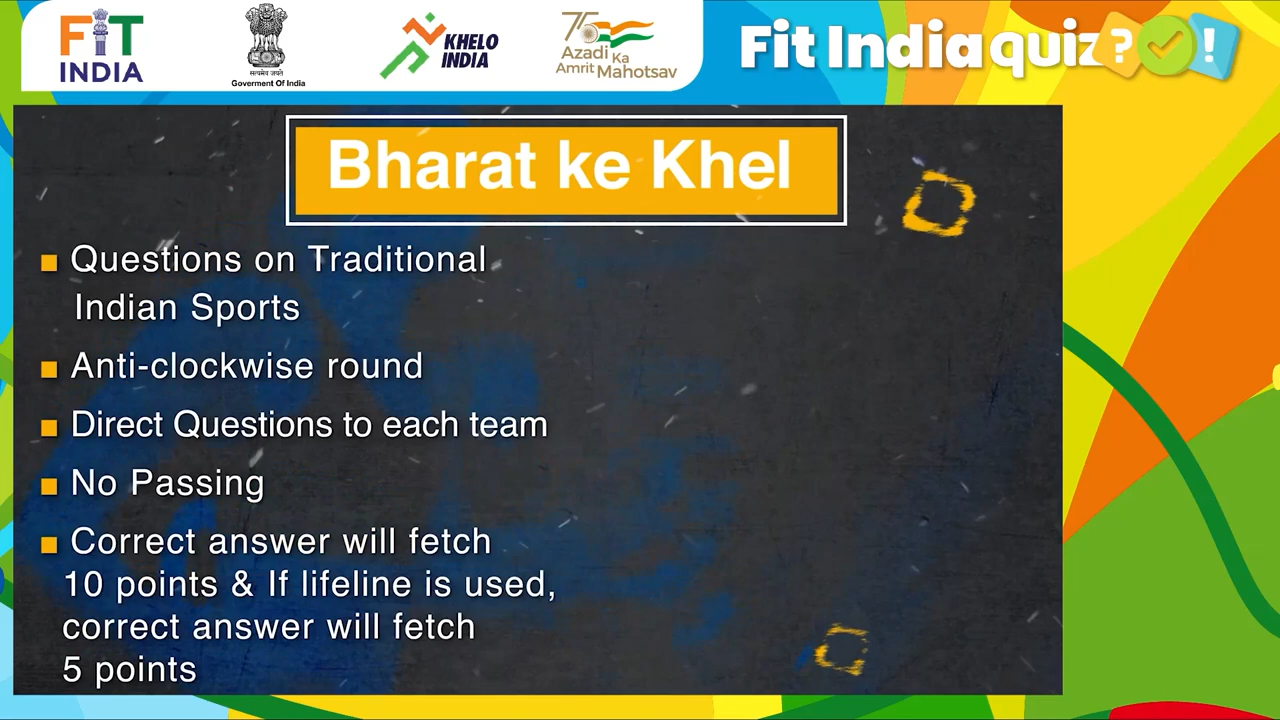 FIT
INDIA
सत्यमेव जयते
Goverment Of India
KHELO
INDIA
75
Azadi
Ka
Amrit Mahotsav
Fit India quiz ? !
Bharat ke Khel
Questions on Traditional
Indian Sports
Anti-clockwise round
Direct Questions to each team
No Passing
Correct answer will fetch
10 points & If lifeline is used,
correct answer will fetch
5 points